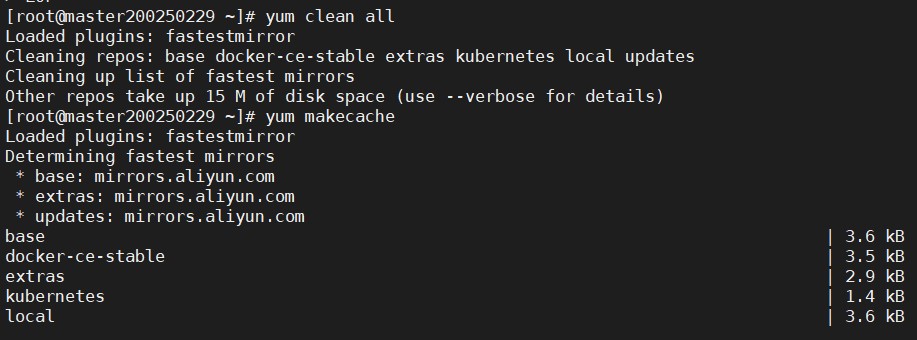 [root@master200250229 ~]# yum clean all
Loaded plugins: fastestmirror
Cleaning repos: base docker-ce-stable extras kubernetes local updates
Cleaning up list of fastest mirrors
Other repos take up 15 M of disk space (use --verbose for details)
[root@master200250229 ~]# yum makecache
Loaded plugins: fastestmirror
Determining fastest mirrors
 * base: mirrors.aliyun.com
 * extras: mirrors.aliyun.com
 * updates: mirrors.aliyun.com
base | 3.6 kB
docker-ce-stable | 3.5 kB
extras | 2.9 kB
kubernetes | 1.4 kB
local | 3.6 kB